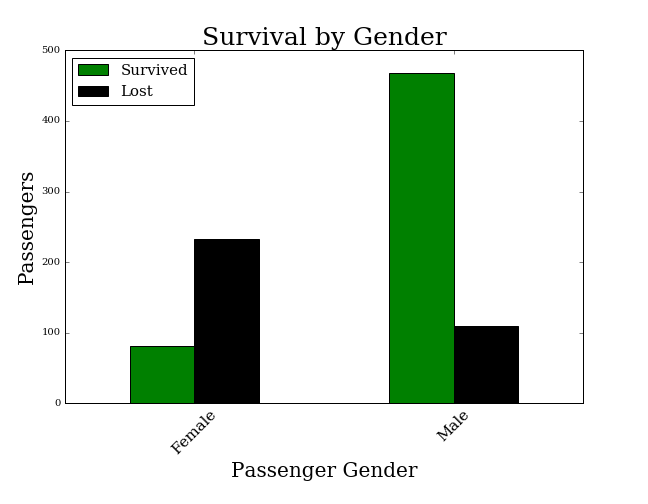 Survival by Gender
Survived
Lost
500
400
300
200
100
0
Passengers
Female
Male
Passenger Gender